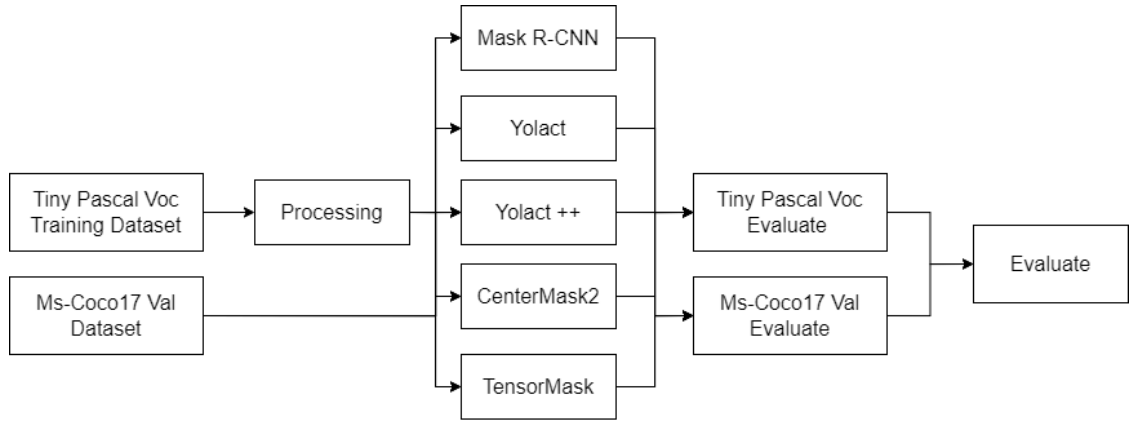 Mask R-CNN
Yolact
Tiny Pascal Voc
Training Dataset
Processing
Yolact ++
Tiny Pascal Voc
Evaluate
Evaluate
Ms-Coco17 Val
Dataset
CenterMask2
Ms-Coco17 Val
Evaluate
TensorMask